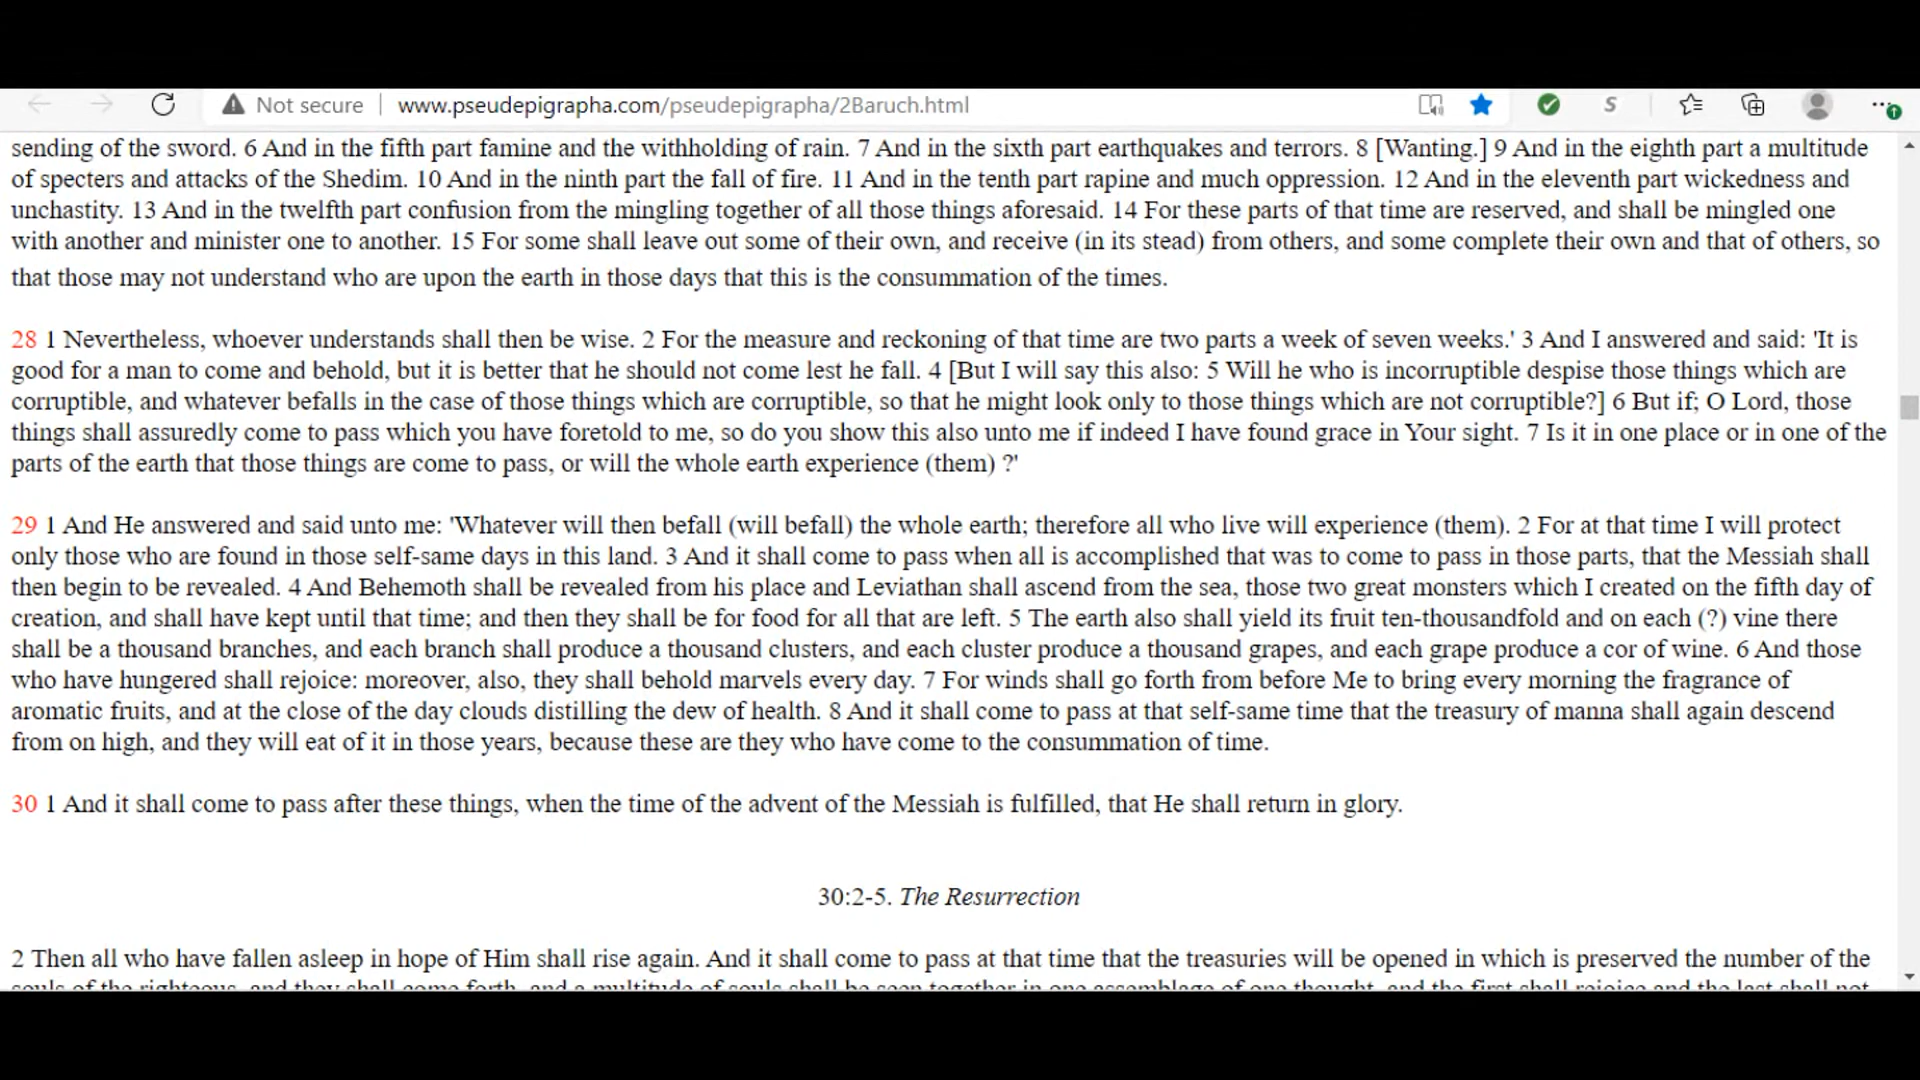 Not secure | www.pseudepigrapha.com/pseudepigrapha/2Baruch.html
sending of the sword. 6 And in the fifth part famine and the withholding of rain. 7 And in the sixth part earthquakes and terrors. 8 [Wanting.] 9 And in the eighth part a multitude
of specters and attacks of the Shedim. 10 And in the ninth part the fall of fire. 11 And in the tenth part rapine and much oppression. 12 And in the eleventh part wickedness and
unchastity. 13 And in the twelfth part confusion from the mingling together of all those things aforesaid. 14 For these parts of that time are reserved, and shall be mingled one
with another and minister one to another. 15 For some shall leave out some of their own, and receive (in its stead) from others, and some complete their own and that of others, so
that those may not understand who are upon the earth in those days that this is the consummation of the times.
28 1 Nevertheless, whoever understands shall then be wise. 2 For the measure and reckoning of that time are two parts a week of seven weeks.' 3 And I answered and said: 'It is
good for a man to come and behold, but it is better that he should not come lest he fall. 4 [But I will say this also: 5 Will he who is incorruptible despise those things which are
corruptible, and whatever befalls in the case of those things which are corruptible, so that he might look only to those things which are not corruptible?] 6 But if; O Lord, those
things shall assuredly come to pass which you have foretold to me, so do you show this also unto me if indeed I have found grace in Your sight. 7 Is it in one place or in one of the
parts of the earth that those things are come to pass, or will the whole earth experience (them) ?'
29 1 And He answered and said unto me: 'Whatever will then befall (will befall) the whole earth; therefore all who live will experience (them). 2 For at that time I will protect
only those who are found in those self-same days in this land. 3 And it shall come to pass when all is accomplished that was to come to pass in those parts, that the Messiah shall
then begin to be revealed. 4 And Behemoth shall be revealed from his place and Leviathan shall ascend from the sea, those two great monsters which I created on the fifth day of
creation, and shall have kept until that time; and then they shall be for food for all that are left. 5 The earth also shall yield its fruit ten-thousandfold and on each (?) vine there
shall be a thousand branches, and each branch shall produce a thousand clusters, and each cluster produce a thousand grapes, and each grape produce a cor of wine. 6 And those
who have hungered shall rejoice: moreover, also, they shall behold marvels every day. 7 For winds shall go forth from before Me to bring every morning the fragrance of
aromatic fruits, and at the close of the day clouds distilling the dew of health. 8 And it shall come to pass at that self-same time that the treasury of manna shall again descend
from on high, and they will eat of it in those years, because these are they who have come to the consummation of time.
30 1 And it shall come to pass after these things, when the time of the advent of the Messiah is fulfilled, that He shall return in glory.
30:2-5. The Resurrection
2 Then all who have fallen asleep in hope of Him shall rise again. And it shall come to pass at that time that the treasuries will be opened in which is preserved the number of the
souls of the righteous, and they shall come forth, and a multitude of souls shall be seen together in one assemblage of one thought, and the first shall rejoice and the last shall not